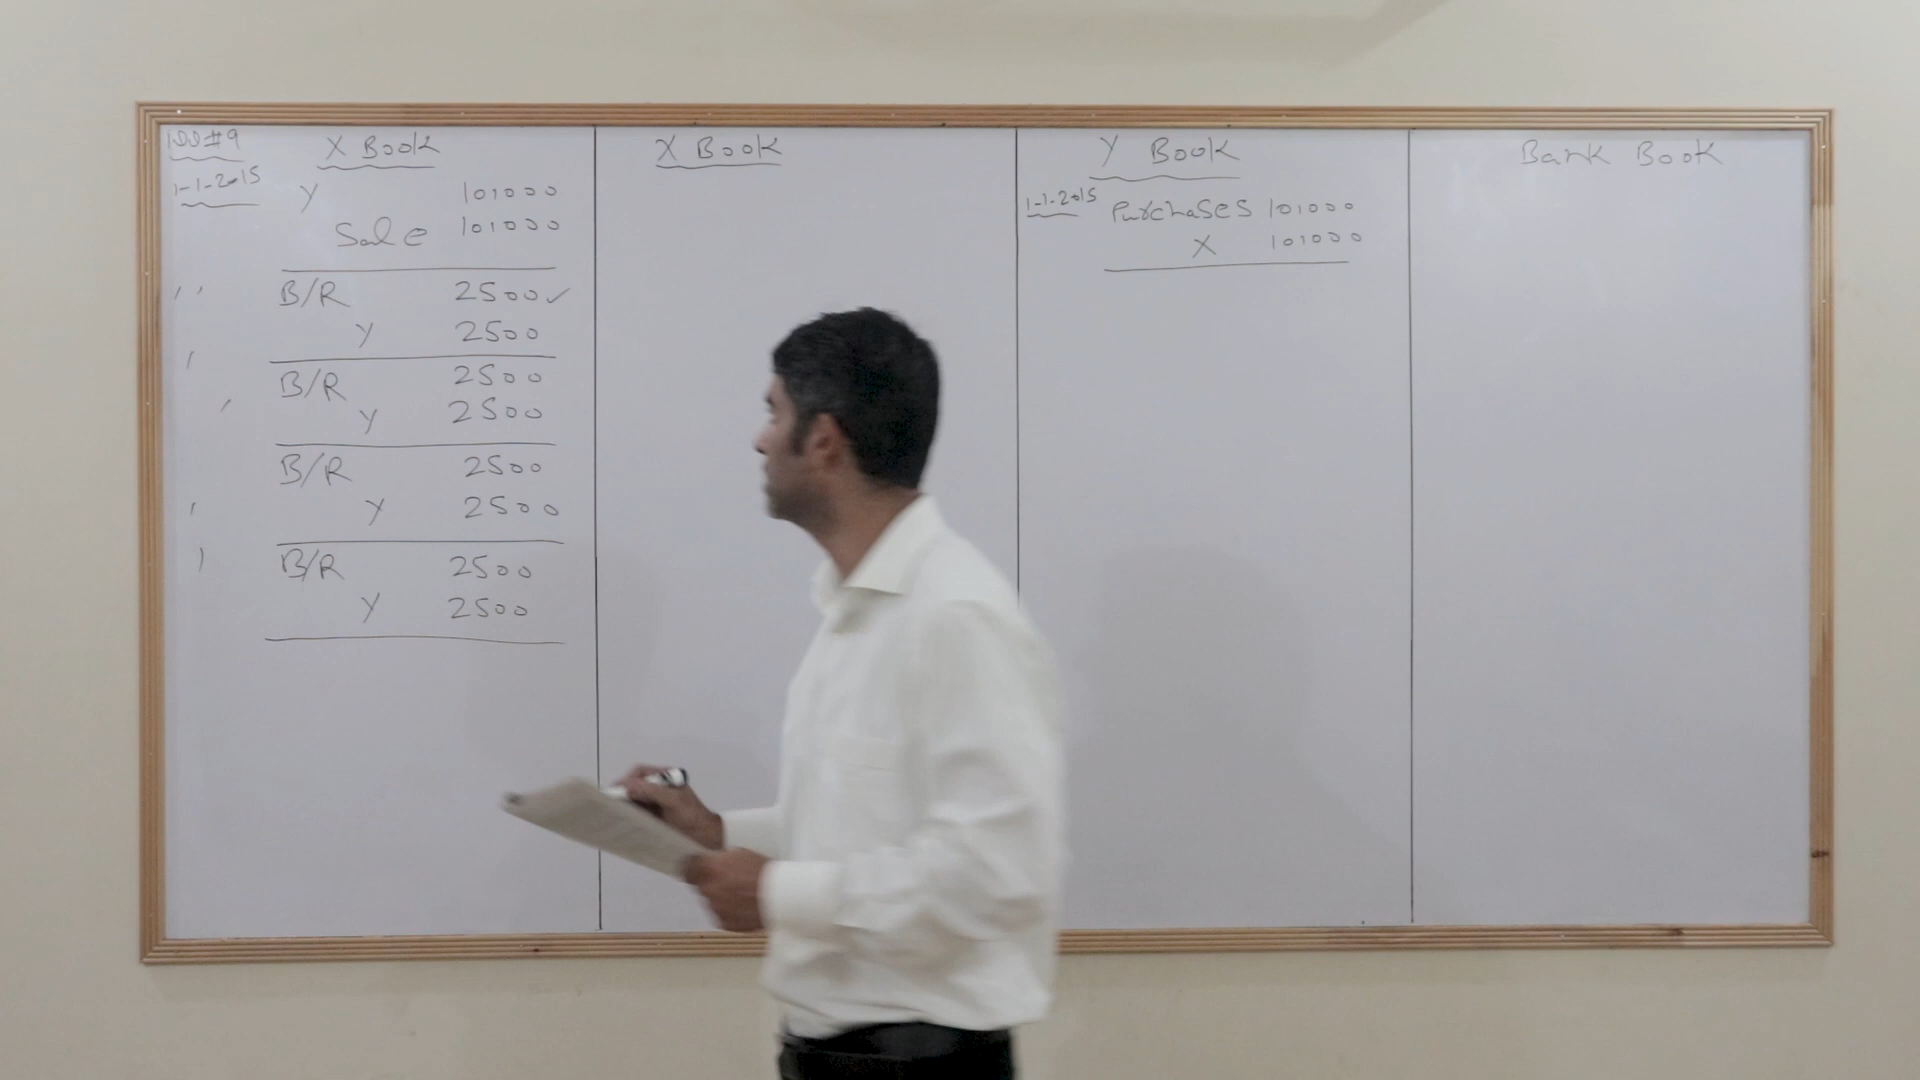 X Book
1-1-2015
Y 101000
Sale 101000
B/R 2500✓
Y 2500
B/R 2500
Y 2500
B/R 2500
Y 2500
B/R 2500
Y 2500
X Book
Y Book
1-1-2015 Purchases 101000
X 101000
Bank Book